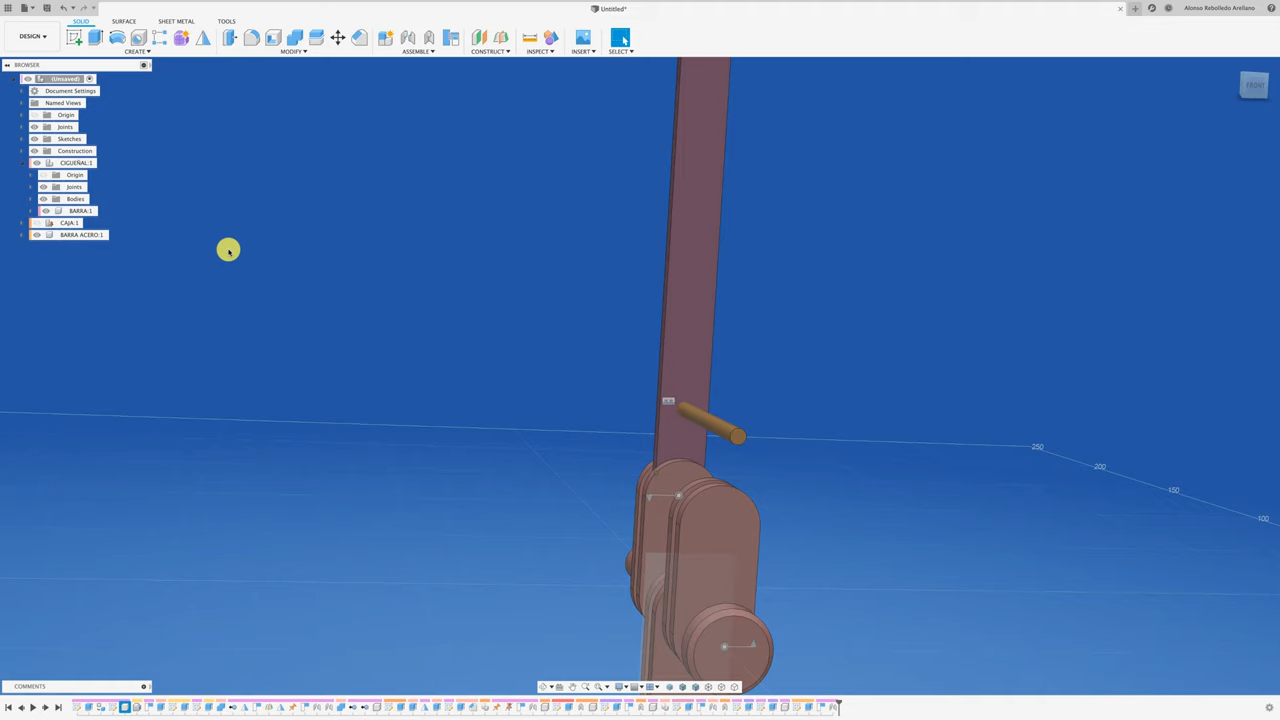 Untitled*
Alonso Rebolledo Arellano
SOLID SURFACE SHEET METAL TOOLS
DESIGN
CREATE MODIFY ASSEMBLE CONSTRUCT INSPECT INSERT SELECT
BROWSER
(Unsaved)
Document Settings
Named Views
Origin
Joints
Sketches
Construction
CIGUEÑAL:1
Origin
Joints
Bodies
BARRA:1
CAJA:1
BARRA ACERO:1
FRONT
250
200
150
100
COMMENTS